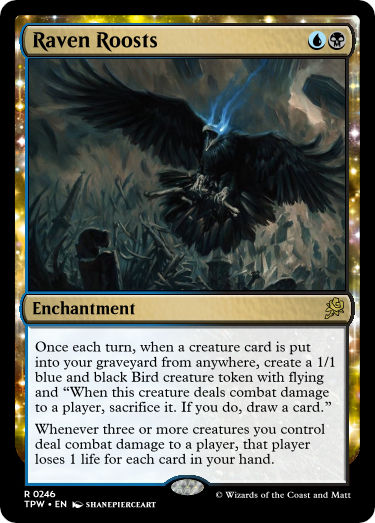 Raven Roosts
Enchantment
Once each turn, when a creature card is put
into your graveyard from anywhere, create a 1/1
blue and black Bird creature token with flying
and “When this creature deals combat damage
to a player, sacrifice it. If you do, draw a card.”
Whenever three or more creatures you control
deal combat damage to a player, that player
loses 1 life for each card in your hand.
R 0246
TPW • EN SHANEPIERCEART
© Wizards of the Coast and Matt